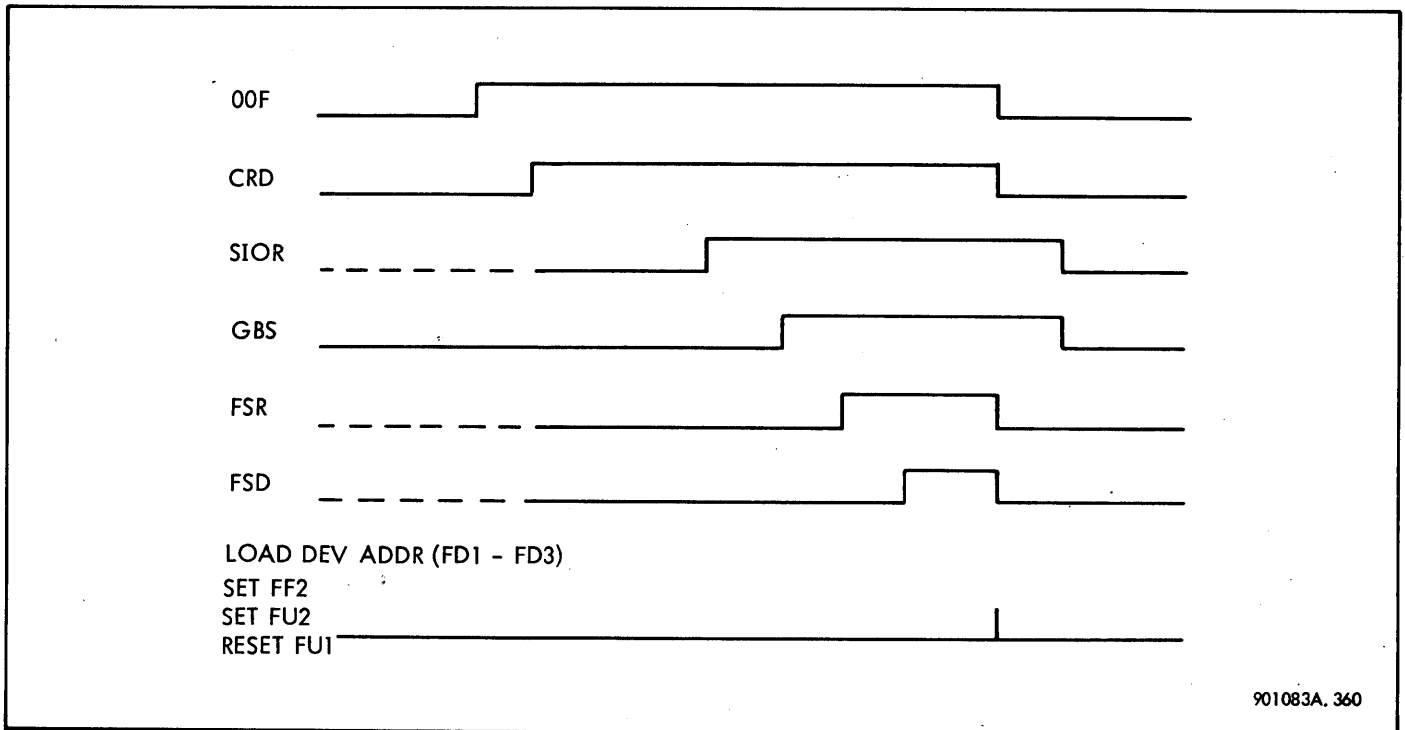 00F
CRD
SIOR
GBS
FSR
FSD
LOAD DEV ADDR (FD1 - FD3)
SET FF2
SET FU2
RESET FU1
901083A. 360